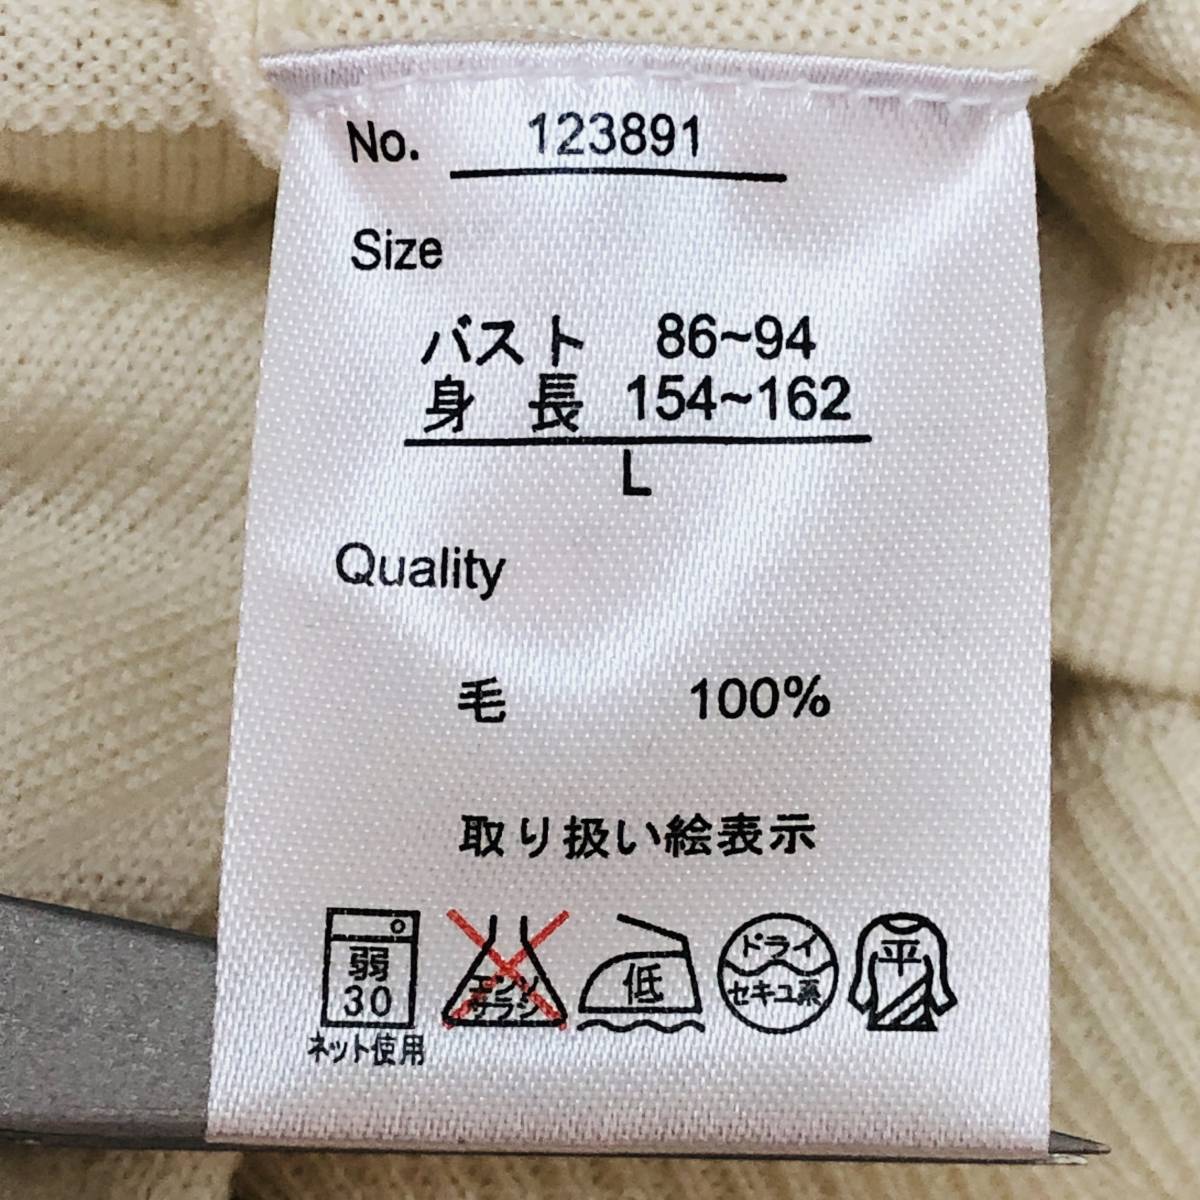 No. 123891
Size
バスト 86~94
身 長 154~162
L
Quality
毛 100%
取り扱い絵表示
弱
30
ネット使用
エンソ
サラシ
低
ドライ
セキユ系
平